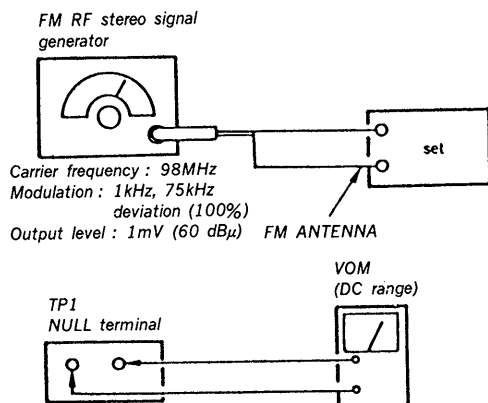 FM RF stereo signal
generator
set
Carrier frequency : 98MHz
Modulation : 1kHz, 75kHz
deviation (100%)
Output level : 1mV (60 dBμ)
FM ANTENNA
VOM
(DC range)
TP1
NULL terminal